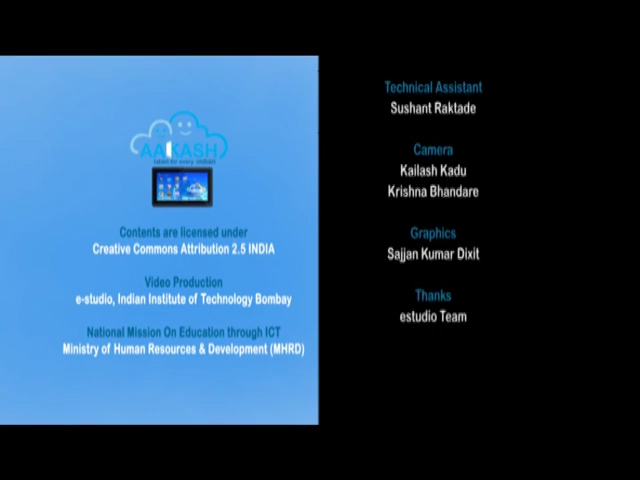 AAKASH
tablet for every indian
Contents are licensed under
Creative Commons Attribution 2.5 INDIA
Video Production
e-studio, Indian Institute of Technology Bombay
National Mission On Education through ICT
Ministry of Human Resources & Development (MHRD)
Technical Assistant
Sushant Raktade
Camera
Kailash Kadu
Krishna Bhandare
Graphics
Sajjan Kumar Dixit
Thanks
estudio Team